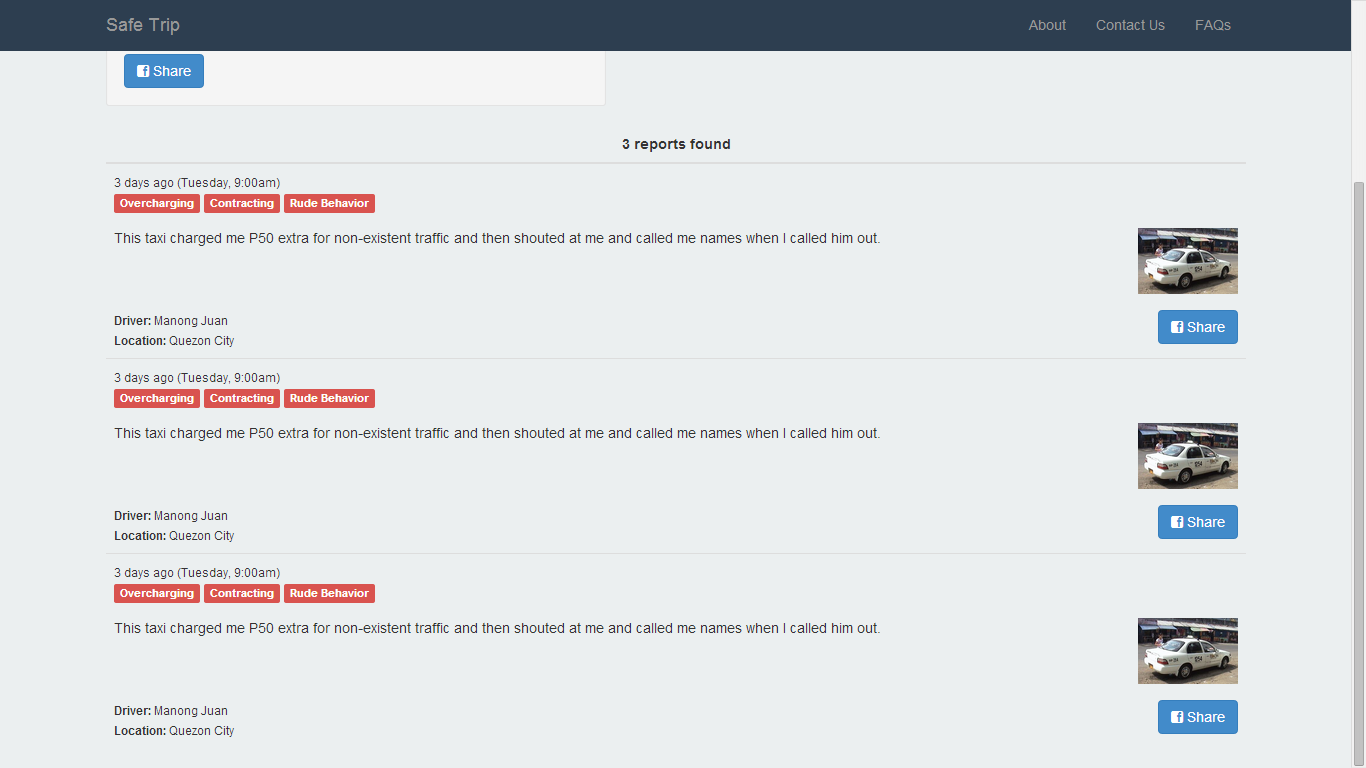 Safe Trip About Contact Us FAQs
Share
3 reports found
3 days ago (Tuesday, 9:00am)
Overcharging Contracting Rude Behavior
This taxi charged me P50 extra for non-existent traffic and then shouted at me and called me names when I called him out.
Driver: Manong Juan
Share
Location: Quezon City
3 days ago (Tuesday, 9:00am)
Overcharging Contracting Rude Behavior
This taxi charged me P50 extra for non-existent traffic and then shouted at me and called me names when I called him out.
Driver: Manong Juan
Share
Location: Quezon City
3 days ago (Tuesday, 9:00am)
Overcharging Contracting Rude Behavior
This taxi charged me P50 extra for non-existent traffic and then shouted at me and called me names when I called him out.
Driver: Manong Juan
Share
Location: Quezon City